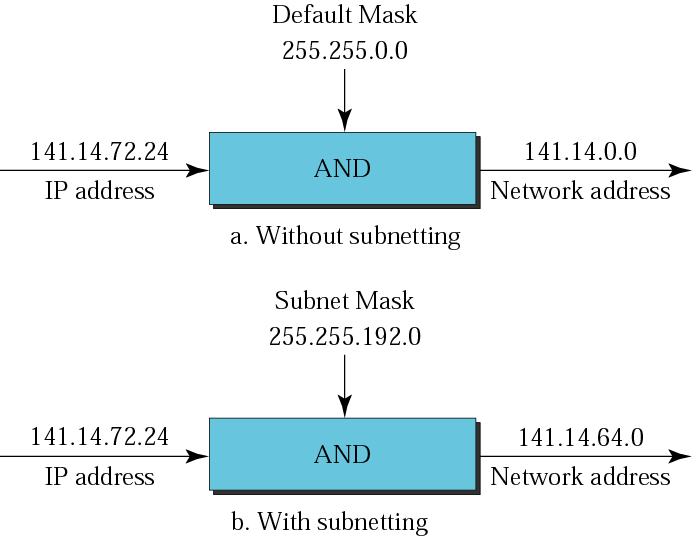 Default Mask
255.255.0.0
141.14.72.24
IP address
AND
141.14.0.0
Network address
a. Without subnetting
Subnet Mask
255.255.192.0
141.14.72.24
IP address
AND
141.14.64.0
Network address
b. With subnetting